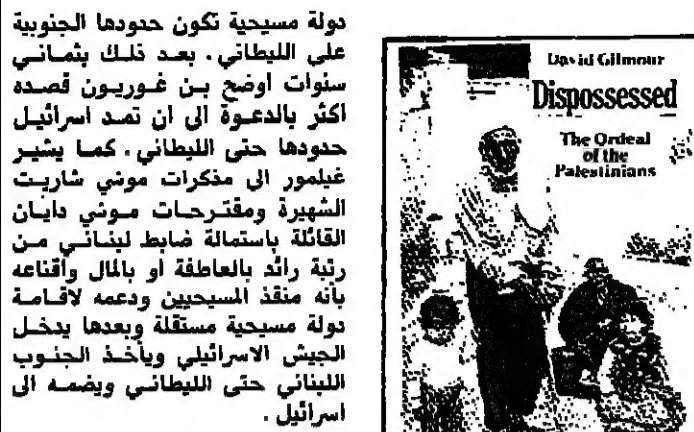 دولة مسيحية تكون حدودها الجنوبية
على الليطاني. بعد ذلك بثماني
سنوات اوضح بن غوريون قصده
اكثر بالدعوة الى ان تمد اسرائيل
حدودها حتى الليطاني. كما يشير
غيلمور الى مذكرات موشي شاريت
الشهيرة ومقترحات موشي دايان
القائلة باستمالة ضابط لبناني من
رتبة رائد بالعاطفة او بالمال وأقناعه
بأنه منقذ المسيحيين ودعمه لاقامة
دولة مسيحية مستقلة وبعدها يدخل
الجيش الاسرائيلي ويأخذ الجنوب
اللبناني حتى الليطاني ويضمه الى
اسرائيل.
David Gilmour
Dispossessed
The Ordeal
of the
Palestinians